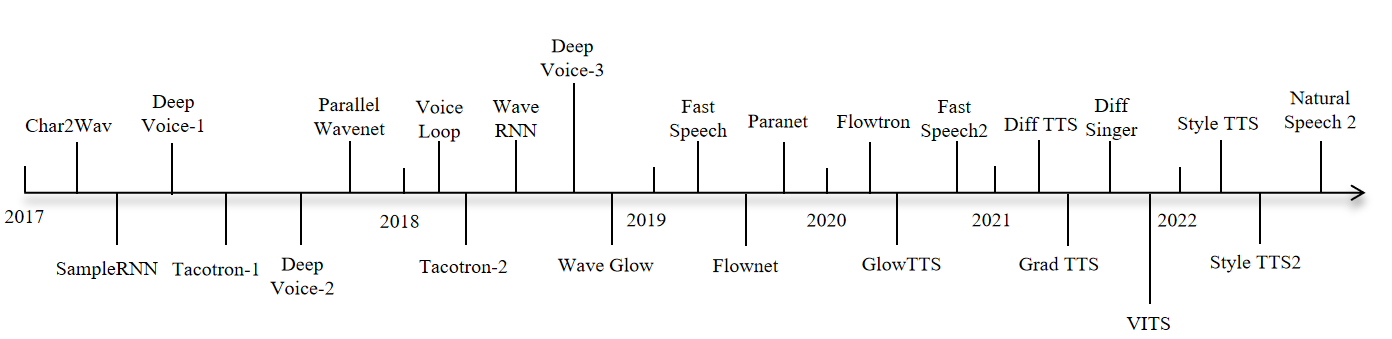 Deep
Voice-3
Char2Wav
Deep
Voice-1
Parallel
Wavenet
Voice
Loop
Wave
RNN
Fast
Speech
Paranet
Flowtron
Fast
Speech2
Diff TTS
Diff
Singer
Style TTS
Natural
Speech 2
2017
2018
2019
2020
2021
2022
SampleRNN
Tacotron-1
Deep
Voice-2
Tacotron-2
Wave Glow
Flownet
GlowTTS
Grad TTS
VITS
Style TTS2